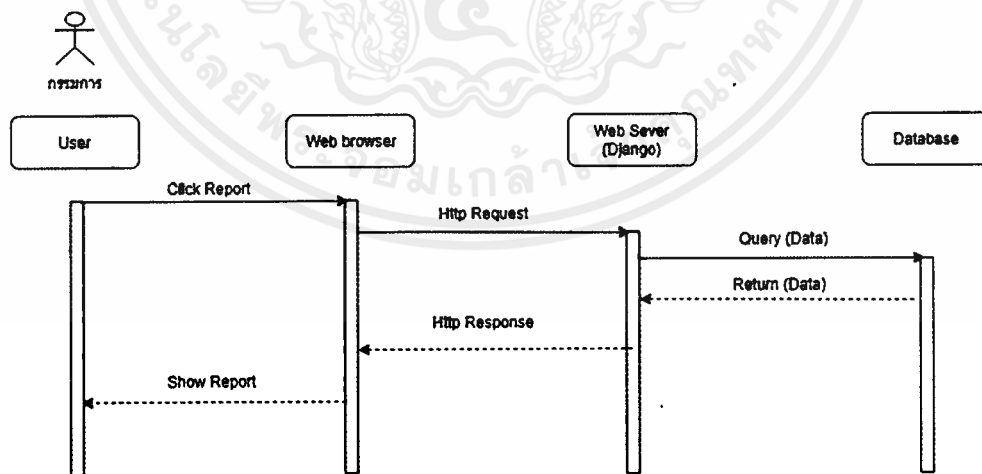 กรรมการ
User
Web browser
Web Sever
(Django)
Database
Click Report
Http Request
Query (Data)
Return (Data)
Http Response
Show Report